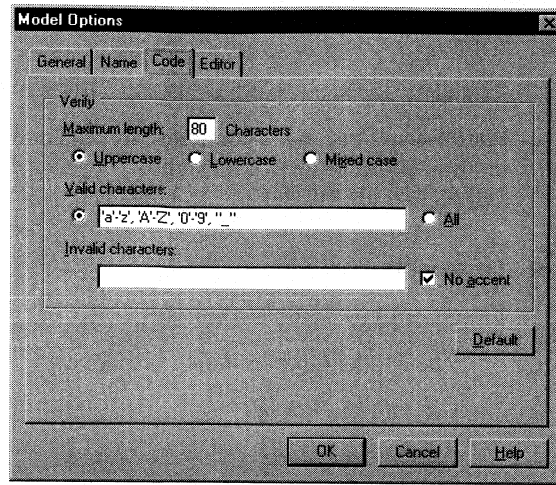 Model Options
General Name Code Editor
Verify
Maximum length: 80 Characters
Uppercase Lowercase Mixed case
Valid characters:
'a'-'z', 'A'-'Z', '0'-'9', "_" All
Invalid characters:
No accent
Default
OK Cancel Help